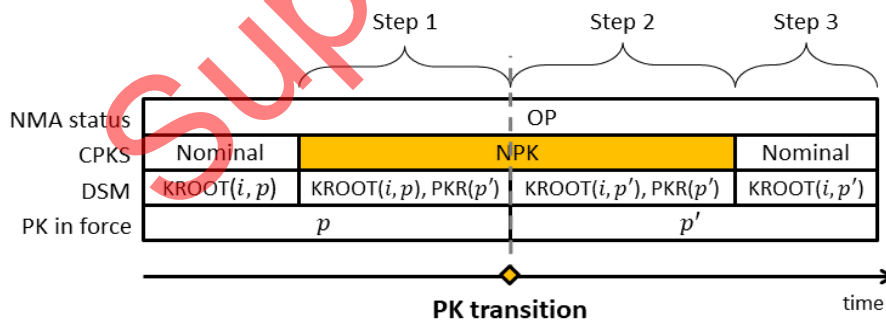 Step 1 Step 2 Step 3
NMA status OP
CPKS Nominal NPK Nominal
DSM KROOT(i, p) KROOT(i, p), PKR(p′) KROOT(i, p′), PKR(p′) KROOT(i, p′)
PK in force p p′
PK transition time
Sup